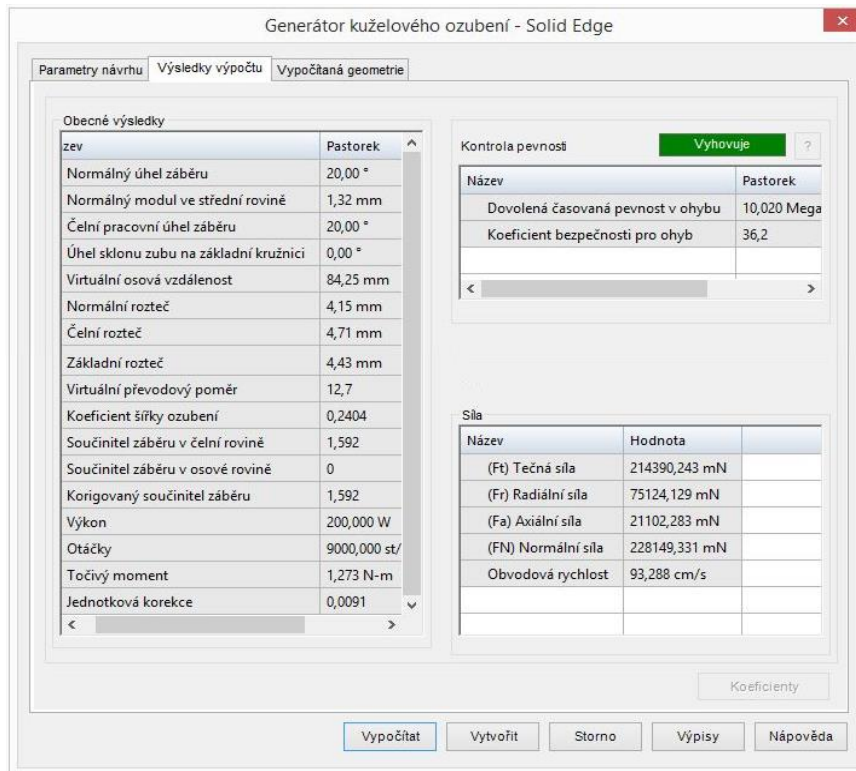 Generátor kuželového ozubení - Solid Edge
Parametry návrhu Výsledky výpočtu Vypočítaná geometrie
Obecné výsledky
zev Pastorek
Normálný úhel záběru 20,00 °
Normálný modul ve střední rovině 1,32 mm
Čelní pracovní úhel záběru 20,00 °
Úhel sklonu zubu na základní kružnici 0,00 °
Virtuální osová vzdálenost 84,25 mm
Normální rozteč 4,15 mm
Čelní rozteč 4,71 mm
Základní rozteč 4,43 mm
Virtuální převodový poměr 12,7
Koeficient šířky ozubení 0,2404
Součinitel záběru v čelní rovině 1,592
Součinitel záběru v osové rovině 0
Korigovaný součinitel záběru 1,592
Výkon 200,000 W
Otáčky 9000,000 st/
Točivý moment 1,273 N-m
Jednotková korekce 0,0091
Kontrola pevnosti Vyhovuje ?
Název Pastorek
Dovolená časovaná pevnost v ohybu 10,020 Mega
Koeficient bezpečnosti pro ohyb 36,2
Síla
Název Hodnota
(Ft) Tečná síla 214390,243 mN
(Fr) Radiální síla 75124,129 mN
(Fa) Axiální síla 21102,283 mN
(FN) Normální síla 228149,331 mN
Obvodová rychlost 93,288 cm/s
Koeficienty
Vypočítat Vytvořit Storno Výpisy Nápověda